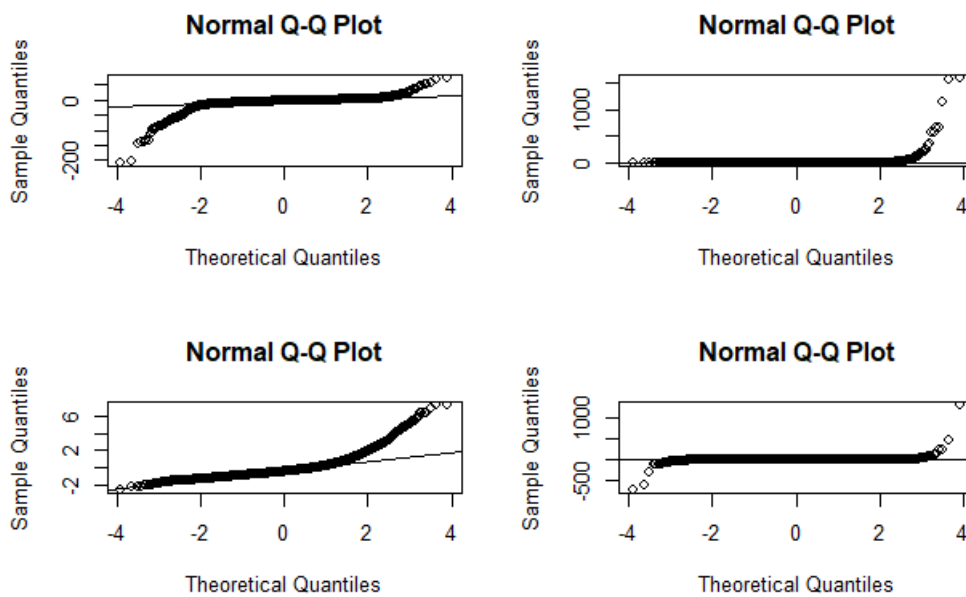 Normal Q-Q Plot
Sample Quantiles
0
-200
-4 -2 0 2 4
Theoretical Quantiles
Normal Q-Q Plot
Sample Quantiles
1000
0
-4 -2 0 2 4
Theoretical Quantiles
Normal Q-Q Plot
Sample Quantiles
6
2
-2
-4 -2 0 2 4
Theoretical Quantiles
Normal Q-Q Plot
Sample Quantiles
1000
-500
-4 -2 0 2 4
Theoretical Quantiles